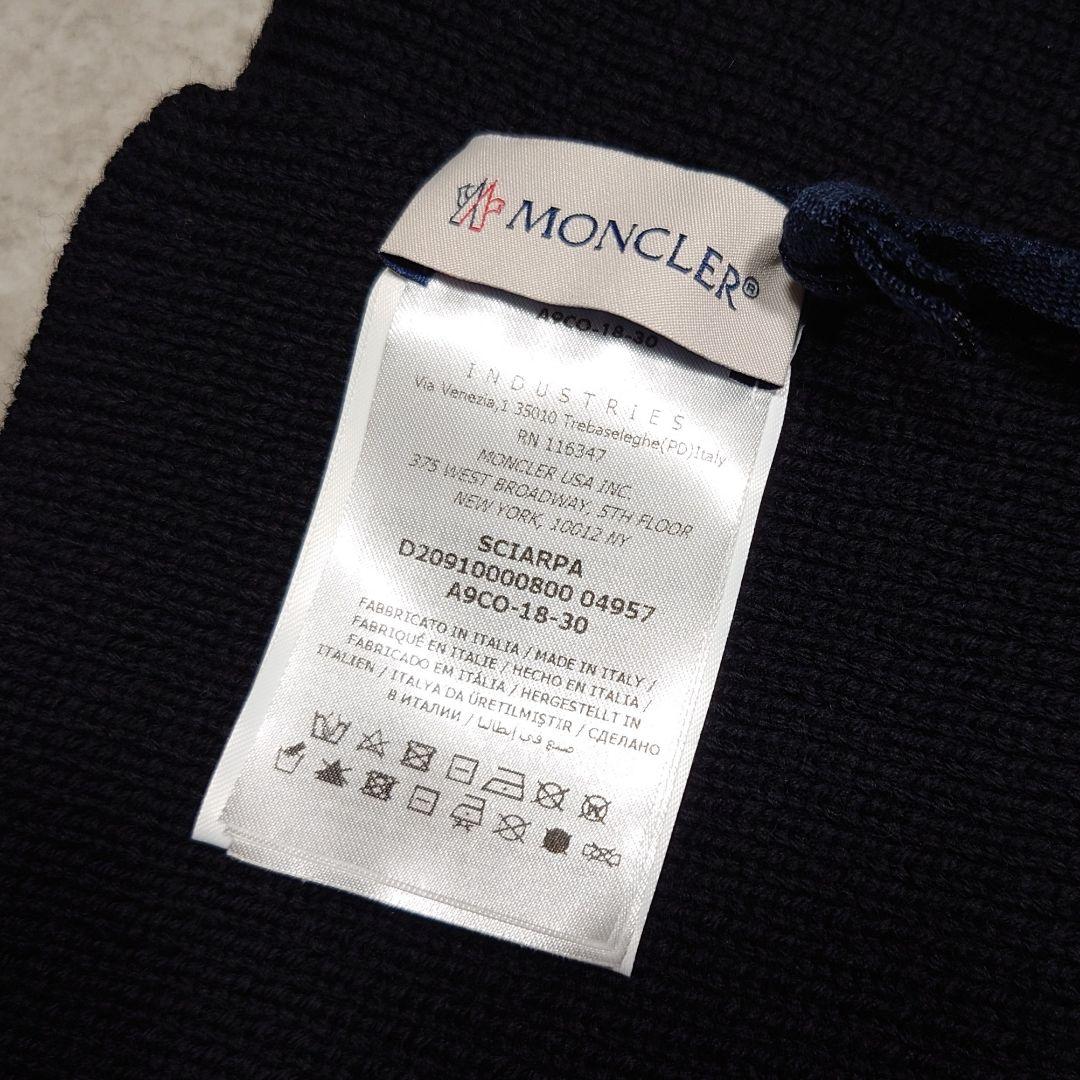 MONCLER®
A9CO-18-30
INDUSTRIES
Via Venezia,1 35010 Trebaseleghe(PD)Italy
RN 116347
MONCLER USA INC.
375 WEST BROADWAY, 5TH FLOOR
NEW YORK, 10012 NY
SCIARPA
D20910000800 04957
A9CO-18-30
FABBRICATO IN ITALIA / MADE IN ITALY /
FABRIQUÉ EN ITALIE / HECHO EN ITALIA /
FABRICADO EM ITÁLIA / HERGESTELLT IN
ITALIEN / ITALYA DA ÜRETILMIŞTIR / СДЕЛАНО
В ИТАЛИИ / صنع في إيطاليا